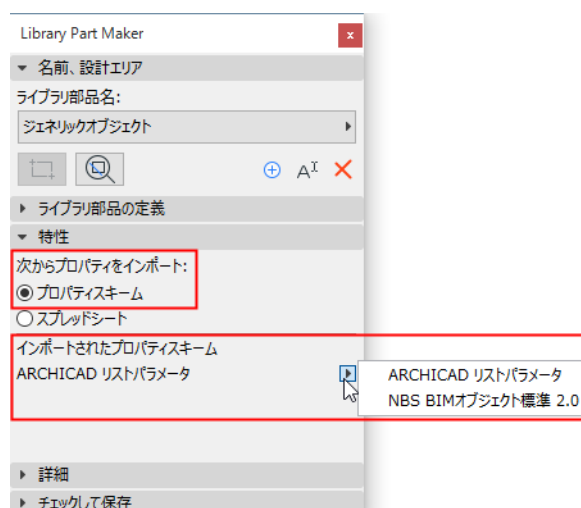 Library Part Maker
名前、設計エリア
ライブラリ部品名:
ジェネリックオブジェクト
ライブラリ部品の定義
特性
次からプロパティをインポート:
プロパティスキーム
スプレッドシート
インポートされたプロパティスキーム
ARCHICAD リストパラメータ
ARCHICAD リストパラメータ
NBS BIMオブジェクト標準 2.0
詳細
チェックして保存